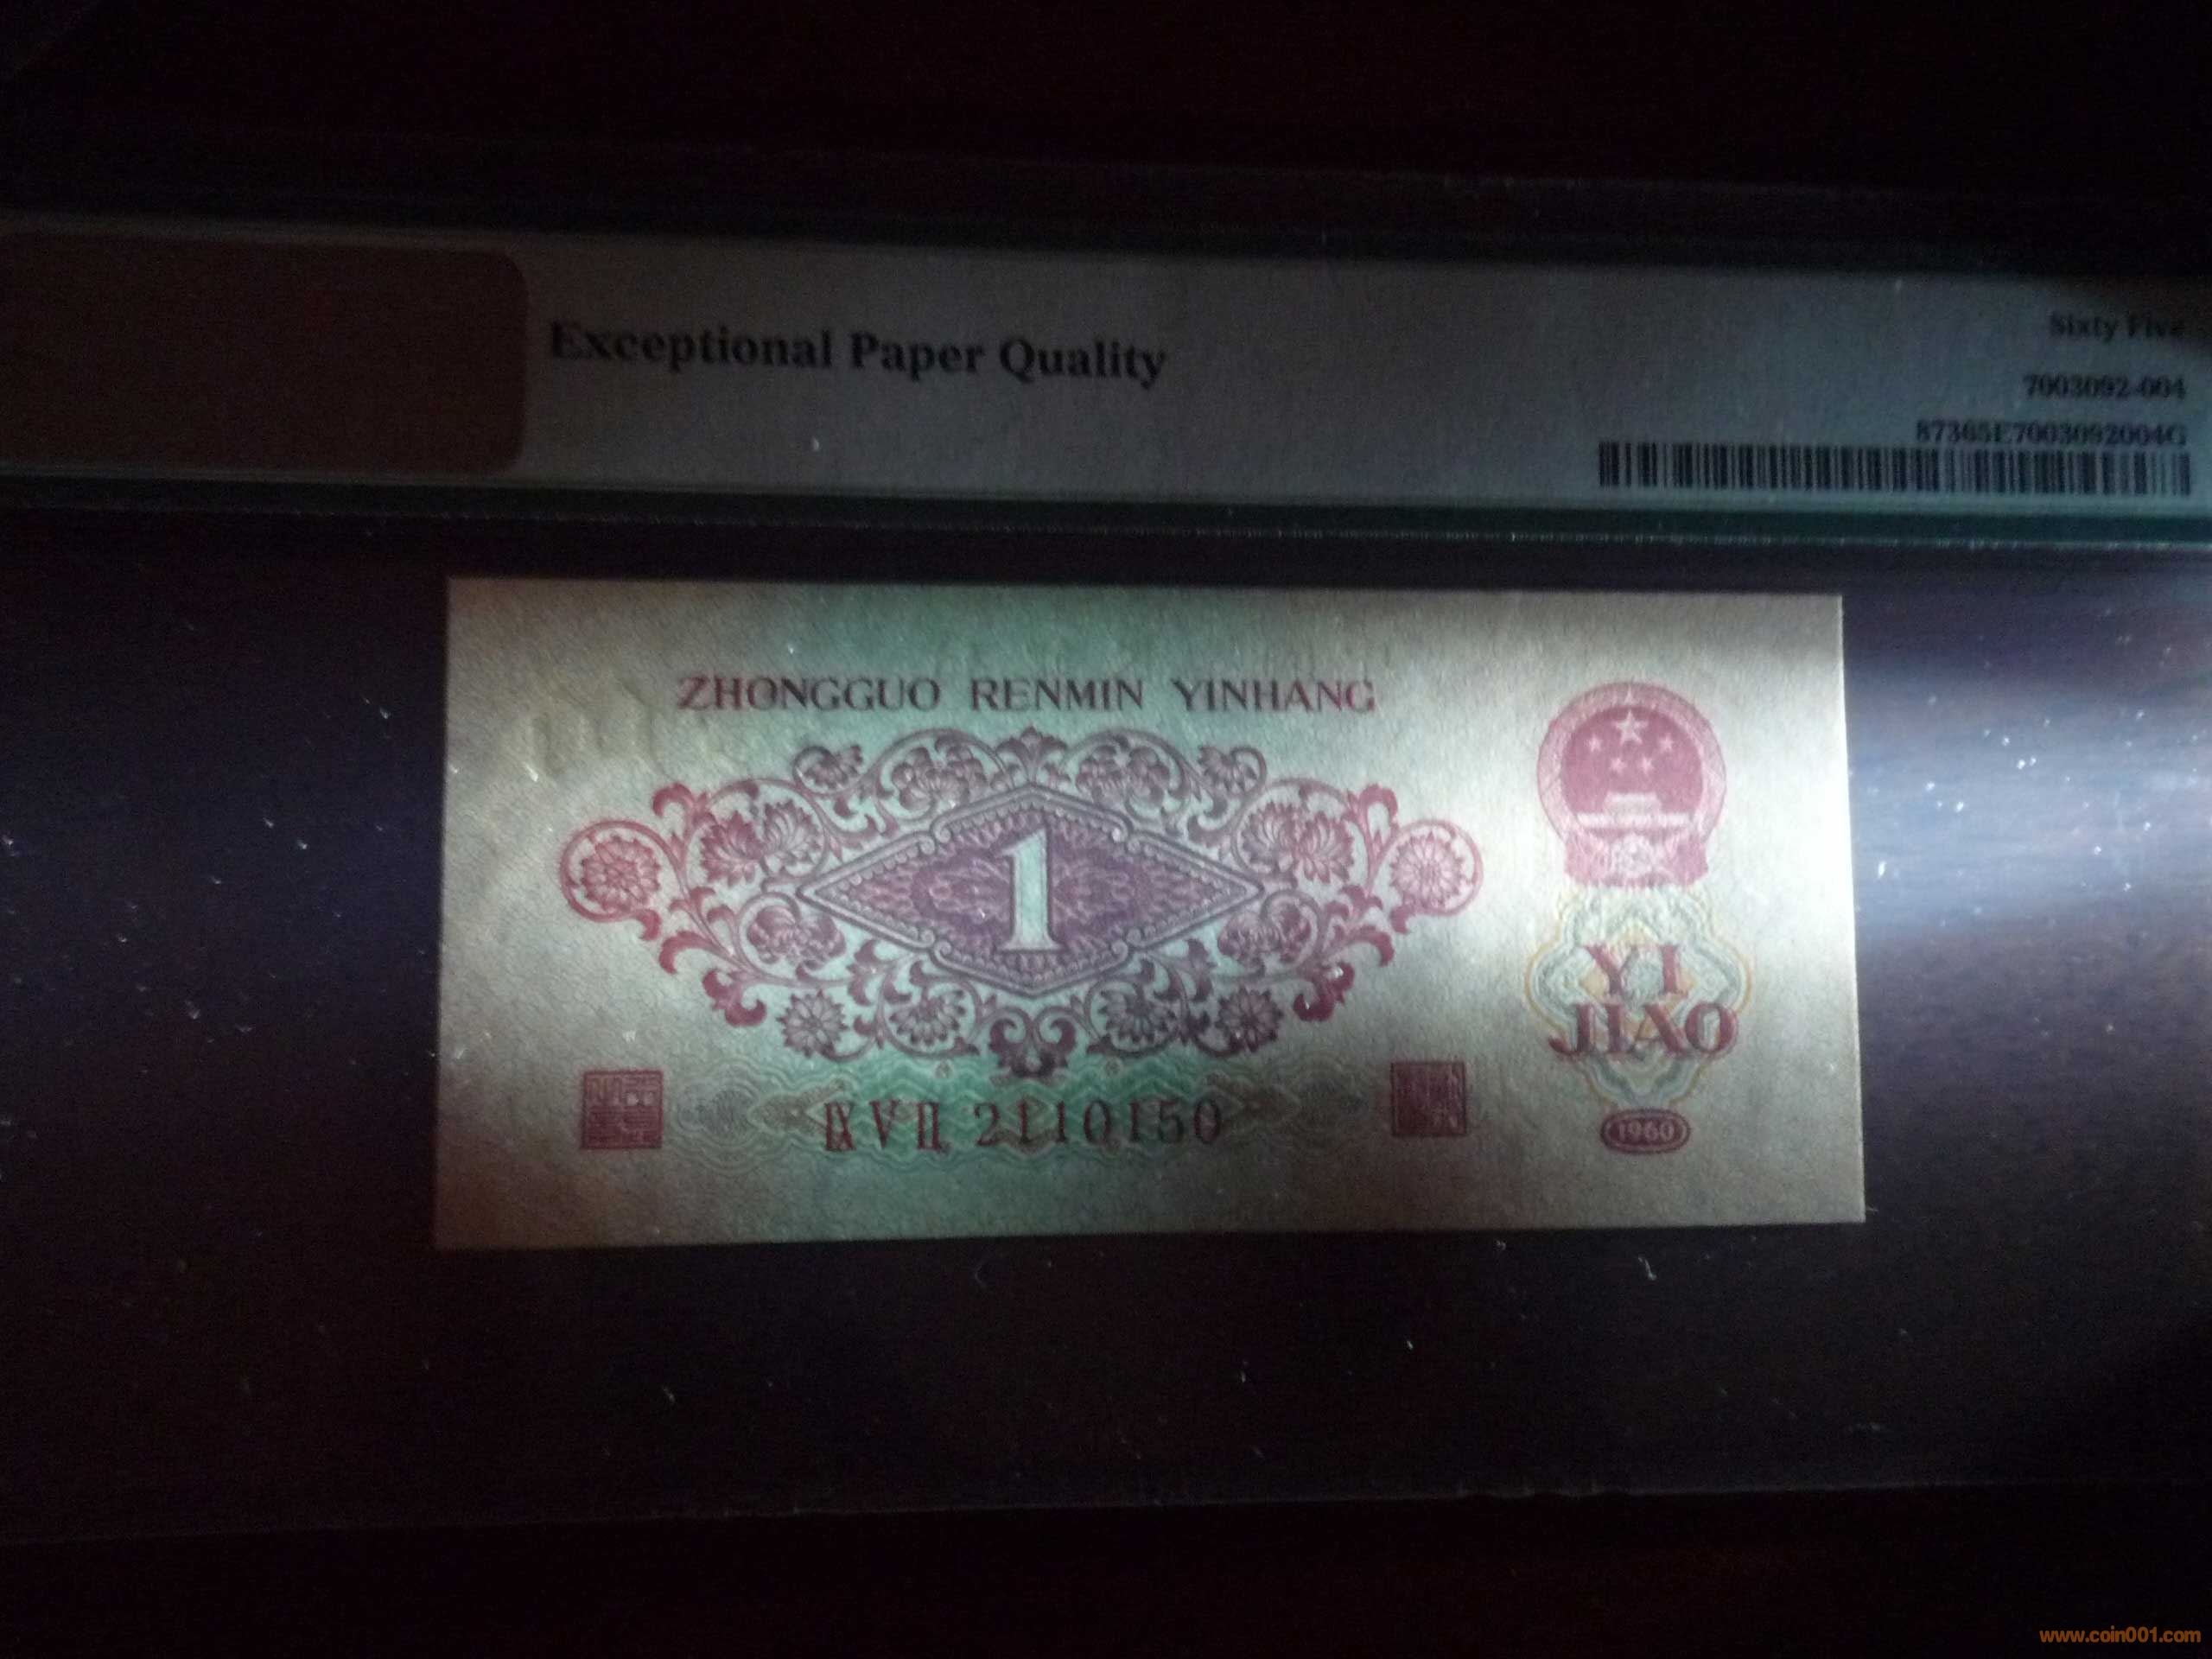 Exceptional Paper Quality
Sixty Five
7003092-004
87365E7003092004G
ZHONGGUO RENMIN YINHANG
1
YI
JIAO
ⅨⅤⅡ 2110150
1960
www.coin001.com